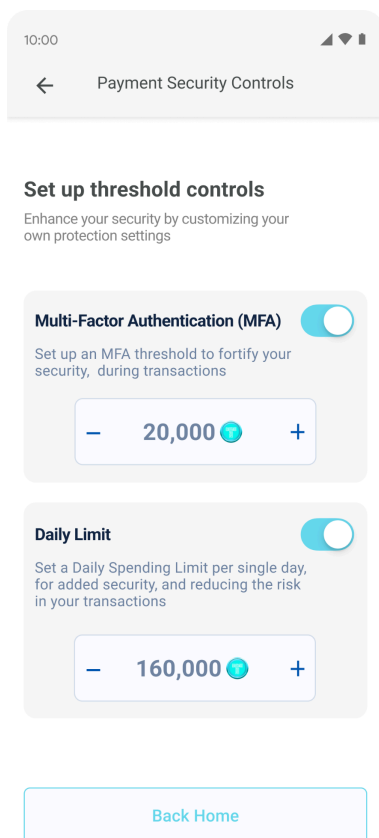 10:00
Payment Security Controls
Set up threshold controls
Enhance your security by customizing your
own protection settings
Multi-Factor Authentication (MFA)
Set up an MFA threshold to fortify your
security, during transactions
– 20,000 +
Daily Limit
Set a Daily Spending Limit per single day,
for added security, and reducing the risk
in your transactions
– 160,000 +
Back Home